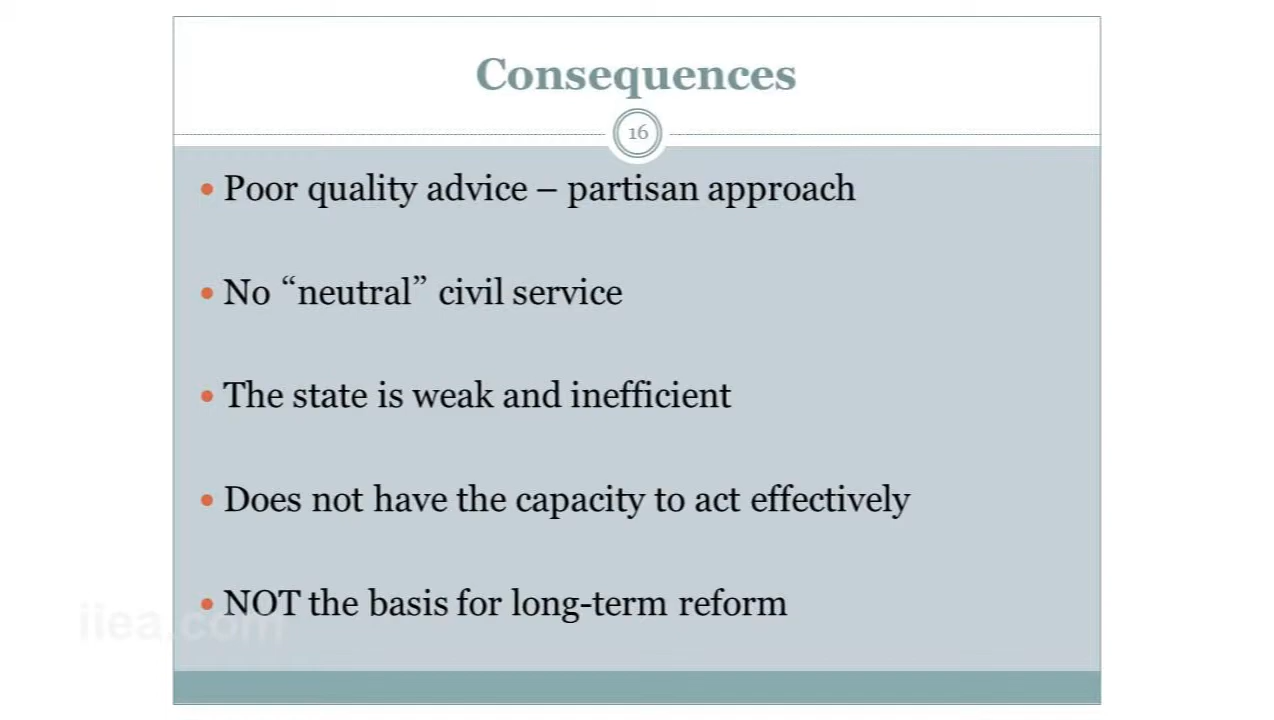 Consequences
16
• Poor quality advice – partisan approach
• No “neutral” civil service
• The state is weak and inefficient
• Does not have the capacity to act effectively
• NOT the basis for long-term reform
iiea.com